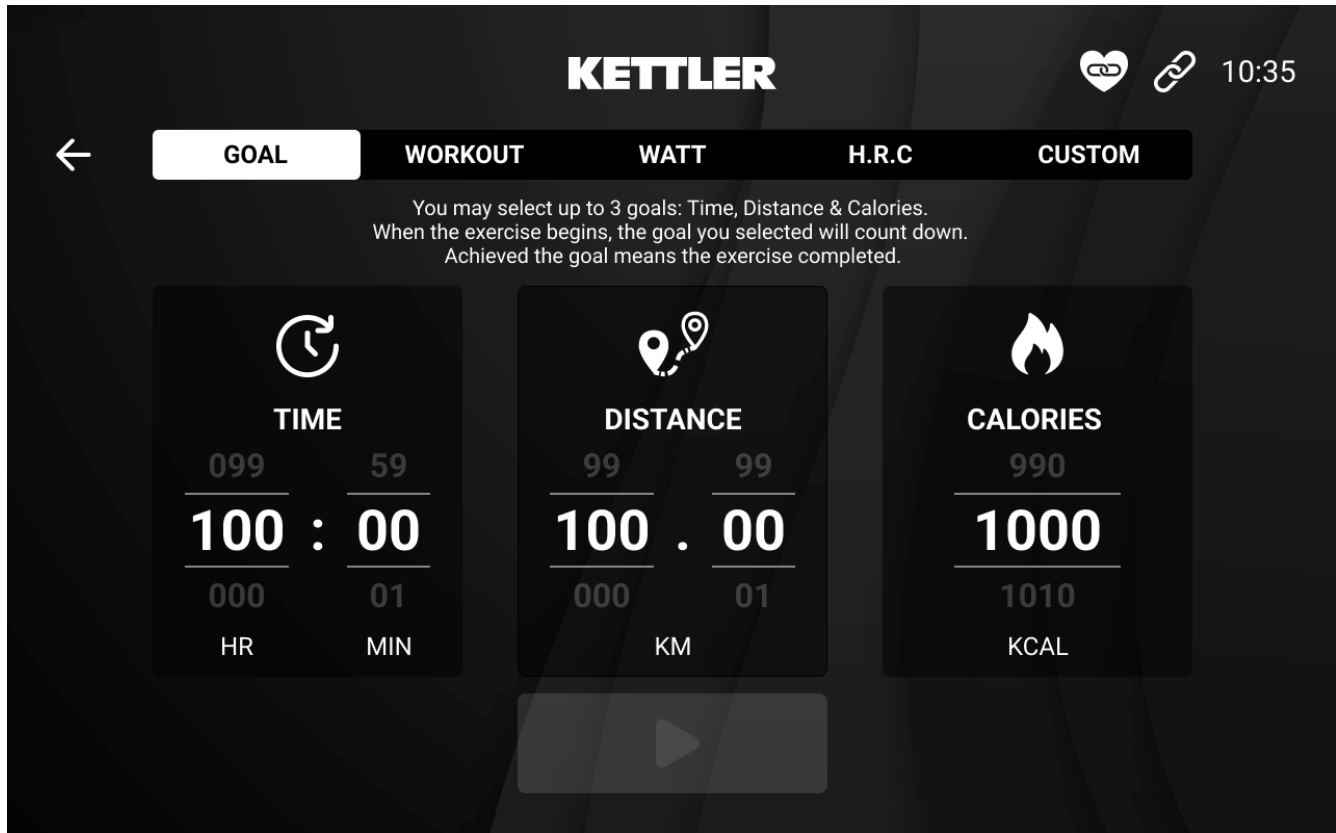 KETTLER
10:35
GOAL WORKOUT WATT H.R.C CUSTOM
You may select up to 3 goals: Time, Distance & Calories.
When the exercise begins, the goal you selected will count down.
Achieved the goal means the exercise completed.
TIME DISTANCE CALORIES
099 59 99 99 990
100 : 00 100 . 00 1000
000 01 000 01 1010
HR MIN KM KCAL